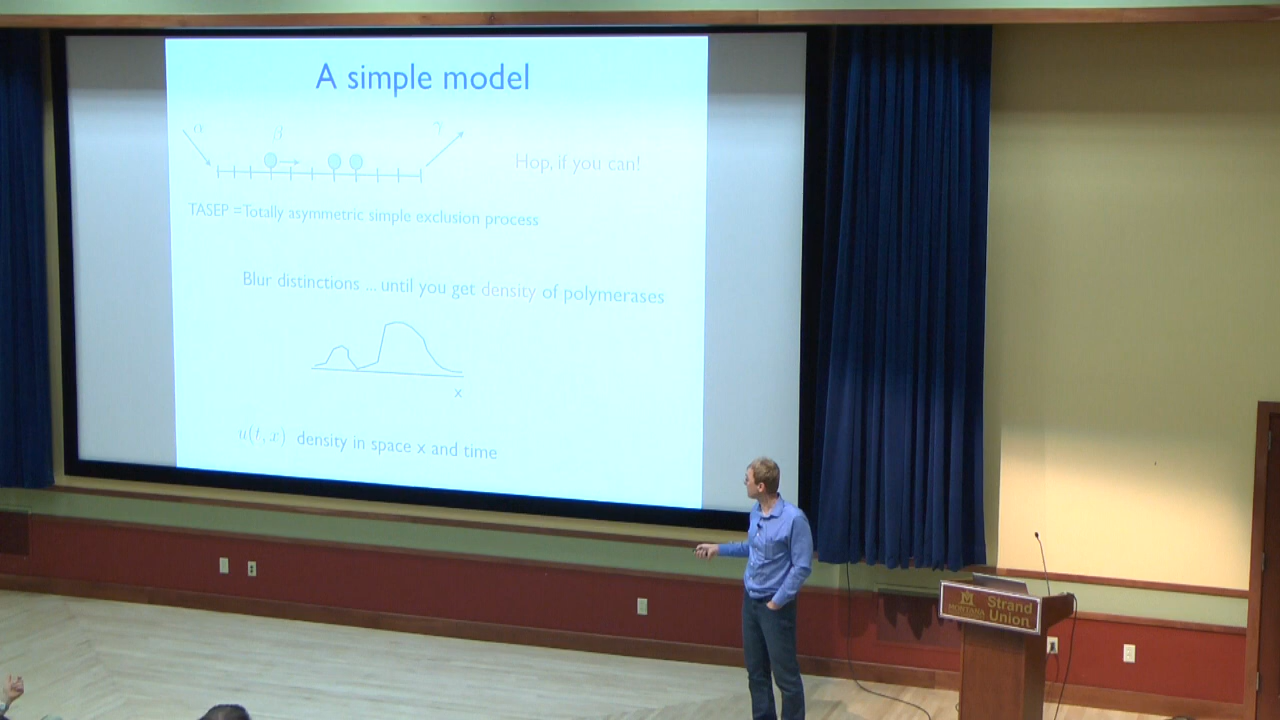 A simple model
α
β
γ
Hop, if you can!
TASEP =Totally asymmetric simple exclusion process
Blur distinctions ... until you get density of polymerases
x
u(t, x) density in space x and time
M
MONTANA
Strand
Union